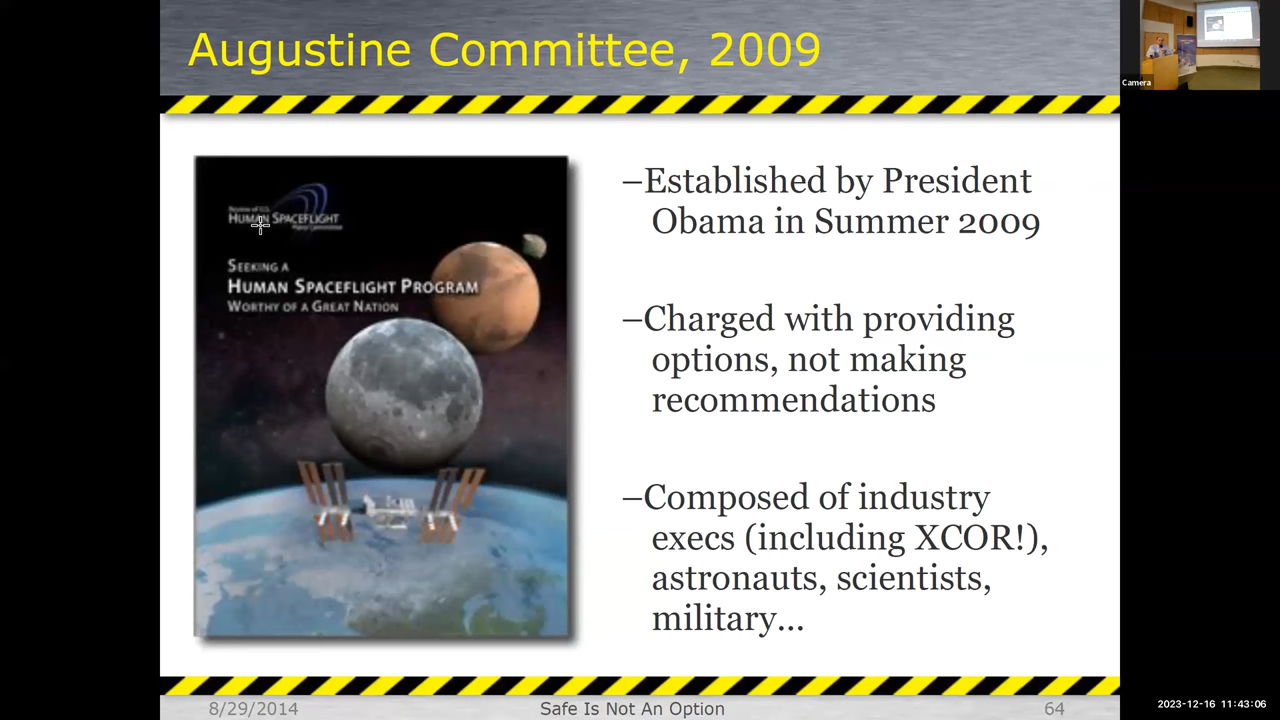 Augustine Committee, 2009
Camera
Review of U.S.
HUMAN SPACEFLIGHT
Plans Committee
SEEKING A
HUMAN SPACEFLIGHT PROGRAM
WORTHY OF A GREAT NATION
–Established by President
Obama in Summer 2009
–Charged with providing
options, not making
recommendations
–Composed of industry
execs (including XCOR!),
astronauts, scientists,
military...
8/29/2014
Safe Is Not An Option
64
2023-12-16 11:43:06